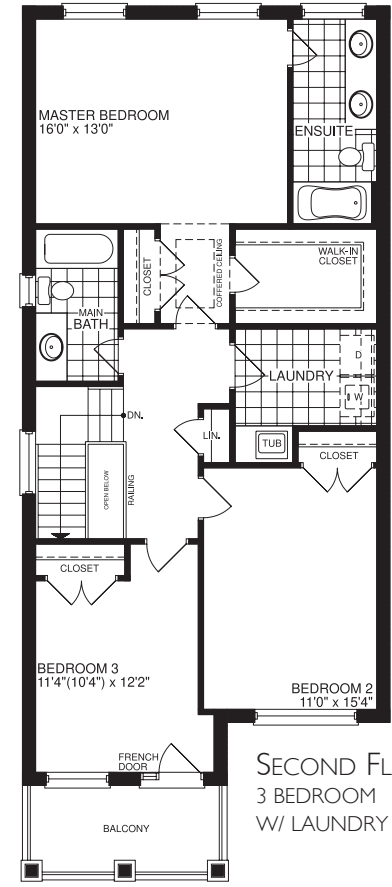 MASTER BEDROOM
16'0" x 13'0"
ENSUITE
CLOSET
COFFERED CEILING
WALK-IN
CLOSET
MAIN
BATH
LAUNDRY
D
W
DN.
LIN.
TUB
CLOSET
OPEN BELOW
RAILING
CLOSET
BEDROOM 3
11'4"(10'4") x 12'2"
BEDROOM 2
11'0" x 15'4"
FRENCH
DOOR
BALCONY
SECOND FL
3 BEDROOM
W/ LAUNDRY